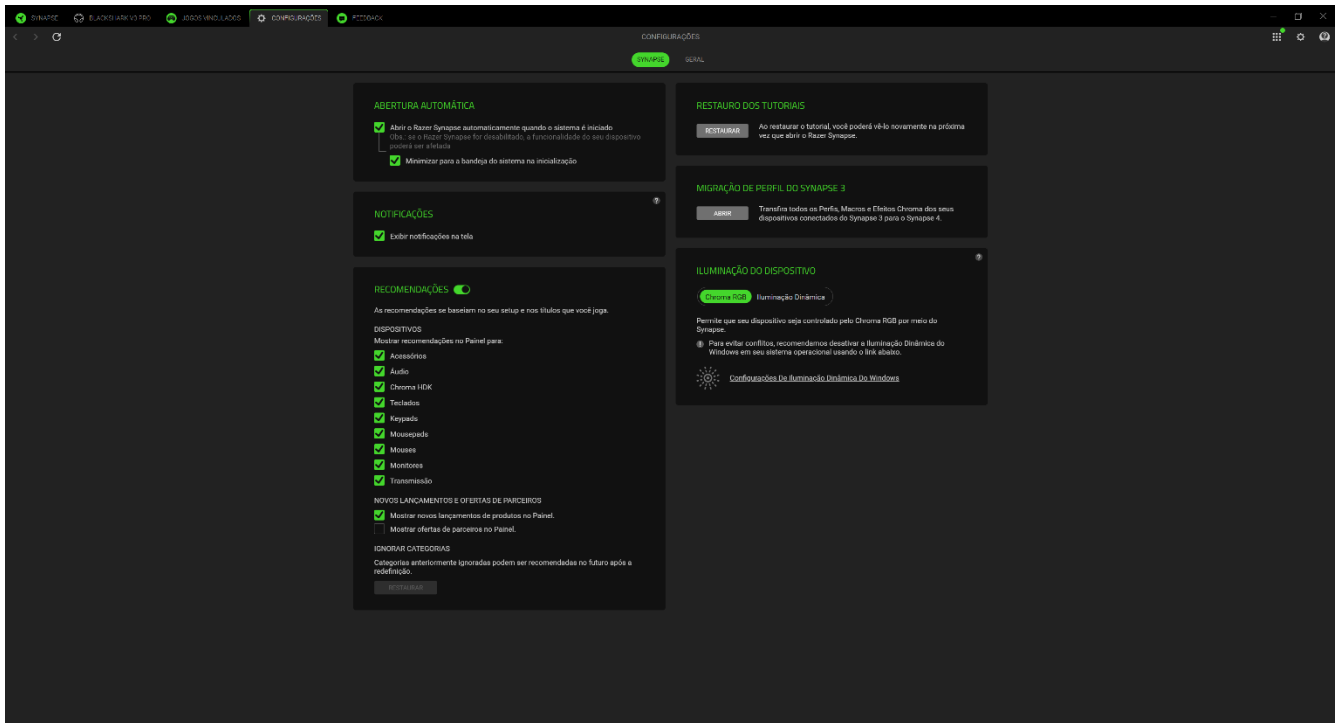 SYNAPSE
BLACKSHARK V3 PRO
JOGOS VINCULADOS
CONFIGURAÇÕES
FEEDBACK
CONFIGURAÇÕES
SYNAPSE
GERAL
ABERTURA AUTOMÁTICA
Abrir o Razer Synapse automaticamente quando o sistema é iniciado
Obs.: se o Razer Synapse for desabilitado, a funcionalidade do seu dispositivo
poderá ser afetada
Minimizar para a bandeja do sistema na inicialização
NOTIFICAÇÕES
?
Exibir notificações na tela
RECOMENDAÇÕES
As recomendações se baseiam no seu setup e nos títulos que você joga.
DISPOSITIVOS
Mostrar recomendações no Painel para:
Acessórios
Áudio
Chroma HDK
Teclados
Keypads
Mousepads
Mouses
Monitores
Transmissão
NOVOS LANÇAMENTOS E OFERTAS DE PARCEIROS
Mostrar novos lançamentos de produtos no Painel.
Mostrar ofertas de parceiros no Painel.
IGNORAR CATEGORIAS
Categorias anteriormente ignoradas podem ser recomendadas no futuro após a
redefinição.
RESTAURAR
RESTAURO DOS TUTORIAIS
RESTAURAR
Ao restaurar o tutorial, você poderá vê-lo novamente na próxima
vez que abrir o Razer Synapse.
MIGRAÇÃO DE PERFIL DO SYNAPSE 3
ABRIR
Transfira todos os Perfis, Macros e Efeitos Chroma dos seus
dispositivos conectados do Synapse 3 para o Synapse 4.
?
ILUMINAÇÃO DO DISPOSITIVO
Chroma RGB
Iluminação Dinâmica
Permite que seu dispositivo seja controlado pelo Chroma RGB por meio do
Synapse.
Para evitar conflitos, recomendamos desativar a Iluminação Dinâmica do
Windows em seu sistema operacional usando o link abaixo.
Configurações De Iluminação Dinâmica Do Windows